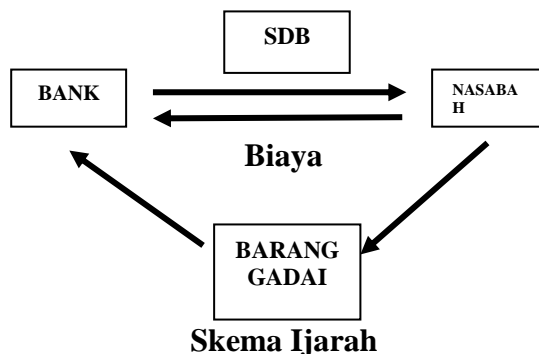 SDB
BANK
NASABA
H
Biaya
BARANG
GADAI
Skema Ijarah